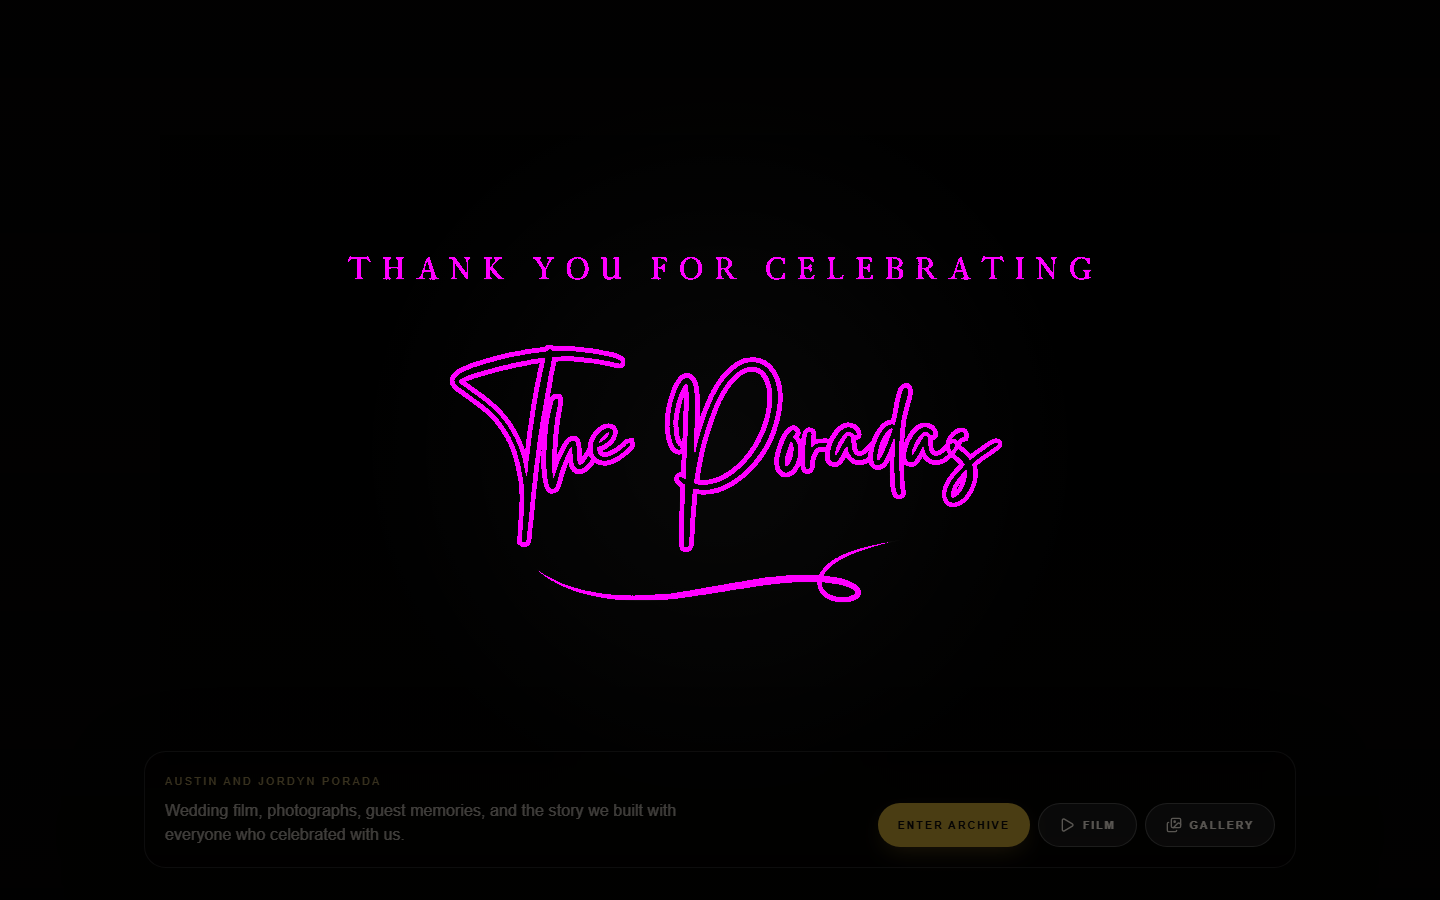 THANK YOU FOR CELEBRATING
The Poradas
AUSTIN AND JORDYN PORADA
Wedding film, photographs, guest memories, and the story we built with
everyone who celebrated with us.
ENTER ARCHIVE
FILM
GALLERY